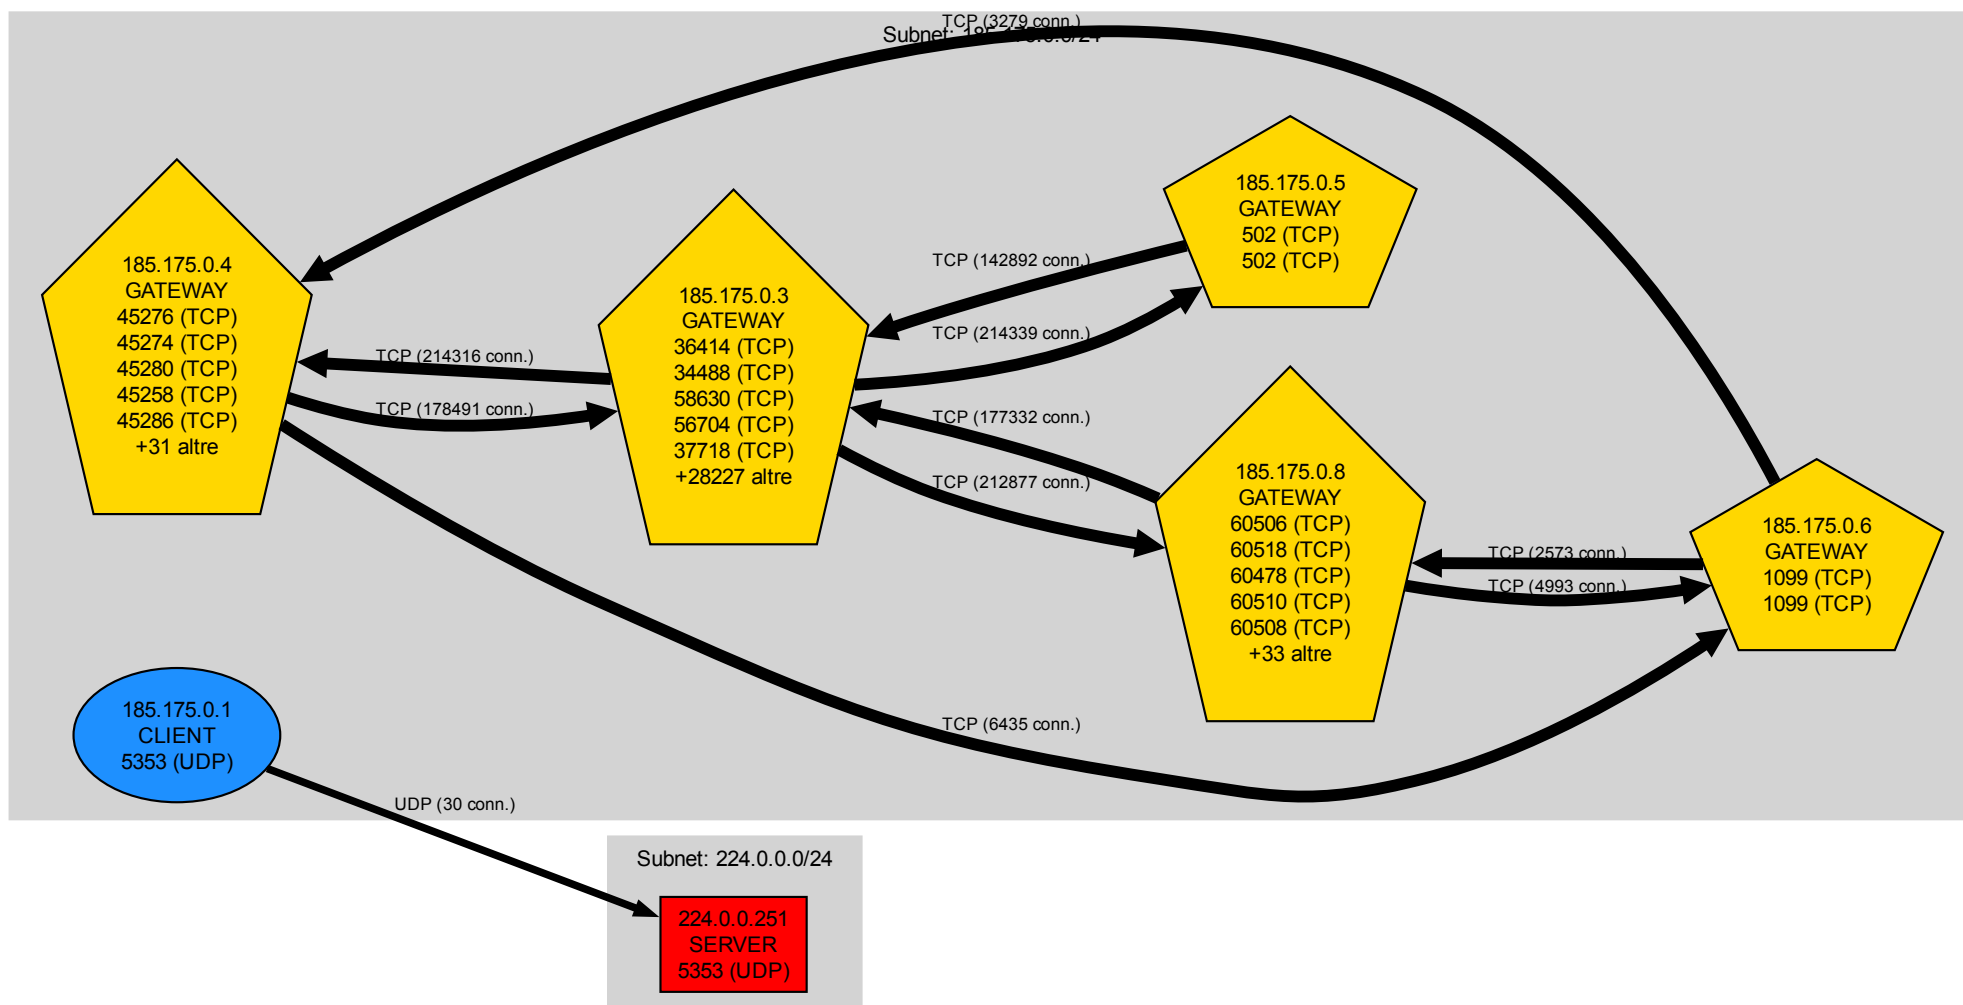 TCP (3279 conn.)
Subnet: 185.175.0.0/24
185.175.0.4
GATEWAY
45276 (TCP)
45274 (TCP)
45280 (TCP)
45258 (TCP)
45286 (TCP)
+31 altre
TCP (214316 conn.)
TCP (178491 conn.)
185.175.0.3
GATEWAY
36414 (TCP)
34488 (TCP)
58630 (TCP)
56704 (TCP)
37718 (TCP)
+28227 altre
TCP (142892 conn.)
TCP (214339 conn.)
TCP (177332 conn.)
TCP (212877 conn.)
185.175.0.5
GATEWAY
502 (TCP)
502 (TCP)
185.175.0.8
GATEWAY
60506 (TCP)
60518 (TCP)
60478 (TCP)
60510 (TCP)
60508 (TCP)
+33 altre
TCP (2573 conn.)
TCP (4993 conn.)
185.175.0.6
GATEWAY
1099 (TCP)
1099 (TCP)
TCP (6435 conn.)
185.175.0.1
CLIENT
5353 (UDP)
UDP (30 conn.)
Subnet: 224.0.0.0/24
224.0.0.251
SERVER
5353 (UDP)